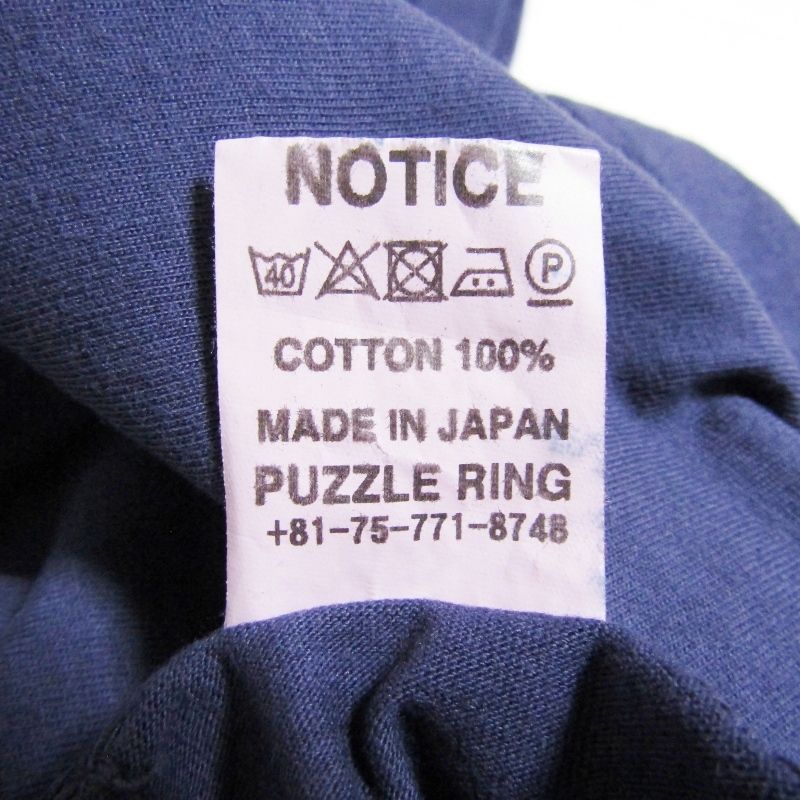 NOTICE
40 P
COTTON 100%
MADE IN JAPAN
PUZZLE RING
+81-75-771-8748